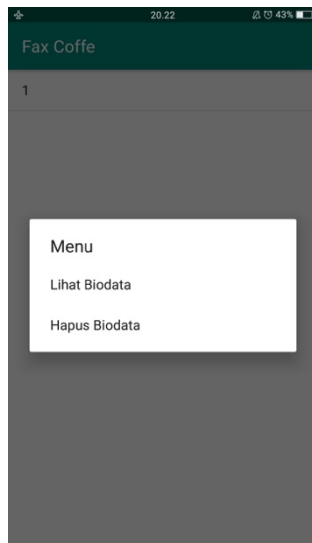 20.22
43%
Fax Coffe
1
Menu
Lihat Biodata
Hapus Biodata